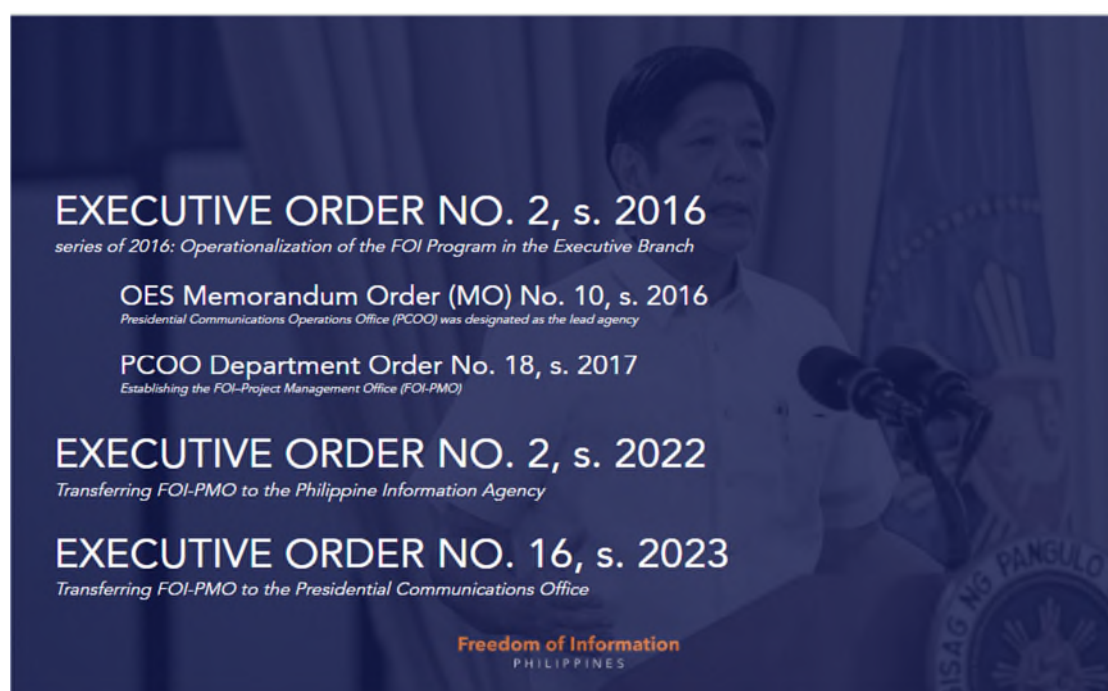 EXECUTIVE ORDER NO. 2, s. 2016
series of 2016: Operationalization of the FOI Program in the Executive Branch
OES Memorandum Order (MO) No. 10, s. 2016
Presidential Communications Operations Office (PCOO) was designated as the lead agency
PCOO Department Order No. 18, s. 2017
Establishing the FOI–Project Management Office (FOI-PMO)
EXECUTIVE ORDER NO. 2, s. 2022
Transferring FOI-PMO to the Philippine Information Agency
EXECUTIVE ORDER NO. 16, s. 2023
Transferring FOI-PMO to the Presidential Communications Office
PANGULO
NG
Freedom of Information
PHILIPPINES